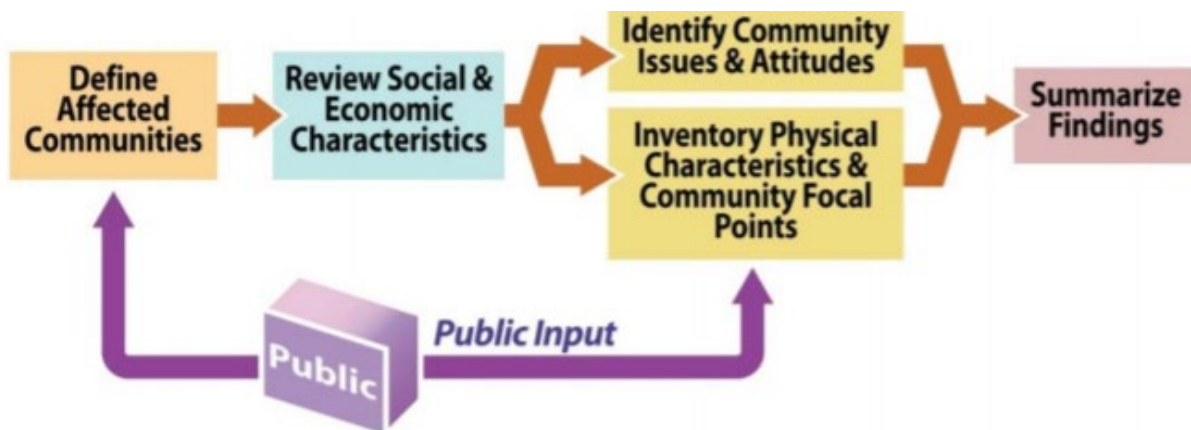 Define
Affected
Communities
Review Social &
Economic
Characteristics
Identify Community
Issues & Attitudes
Inventory Physical
Characteristics &
Community Focal
Points
Summarize
Findings
Public
Public Input